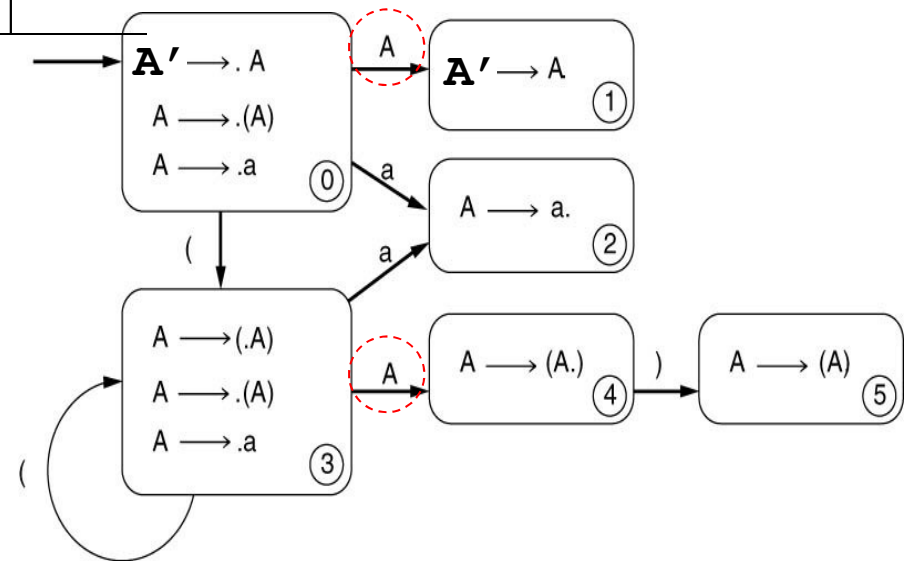 A' → . A
A → .(A)
A → .a
0
A
A' → A.
1
a
A → a.
2
(
a
A → (.A)
A → .(A)
A → .a
3
(
A
A → (A.)
4
)
A → (A)
5